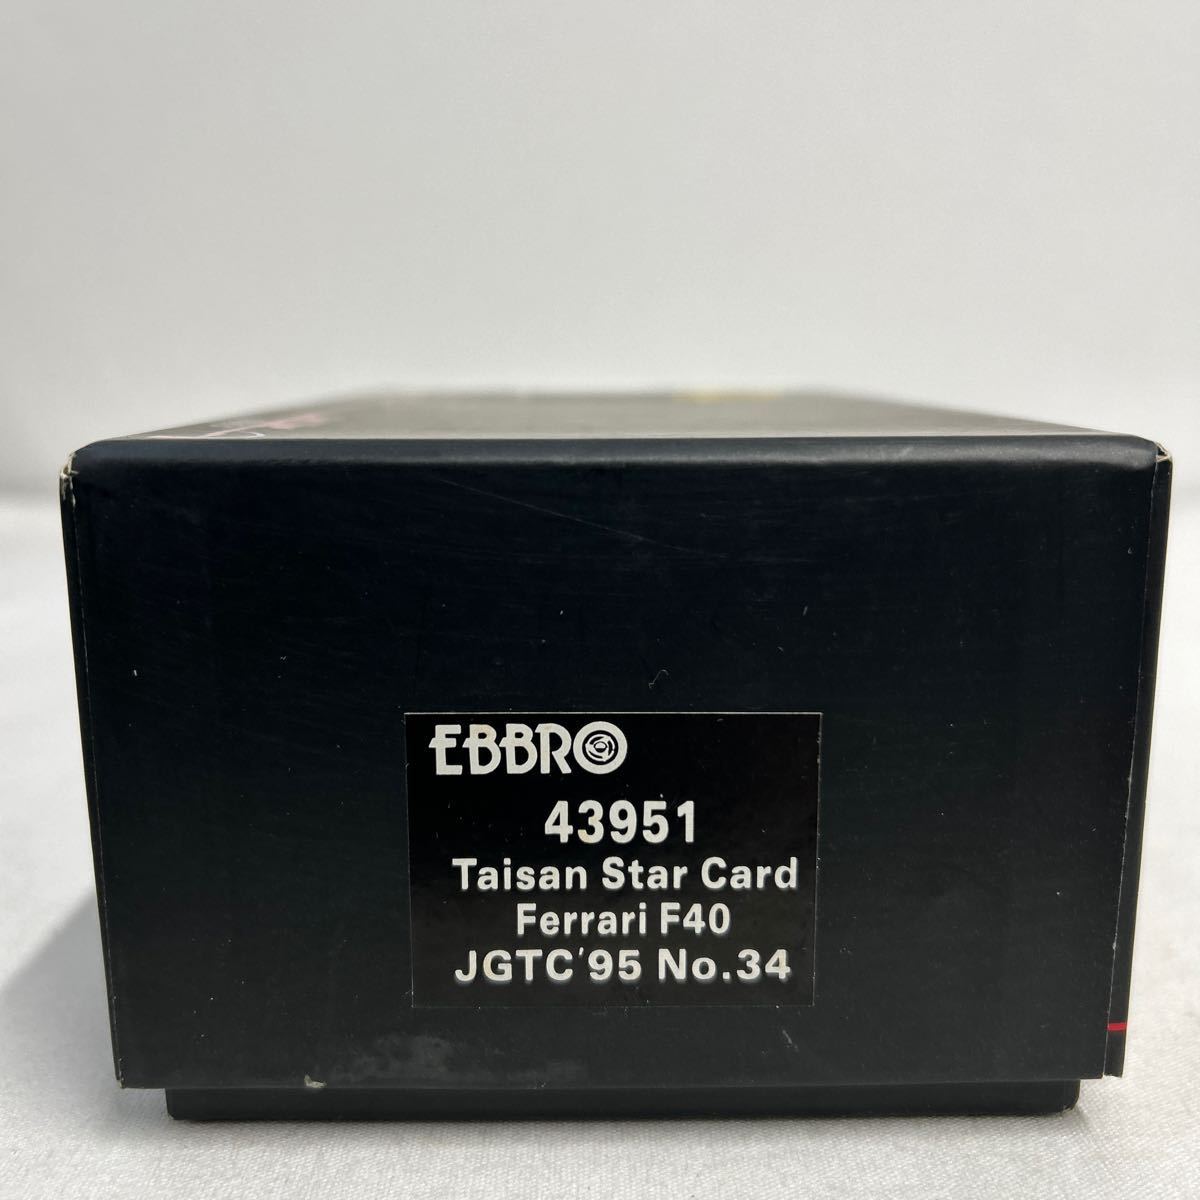 EBBRO
43951
Taisan Star Card
Ferrari F40
JGTC'95 No.34